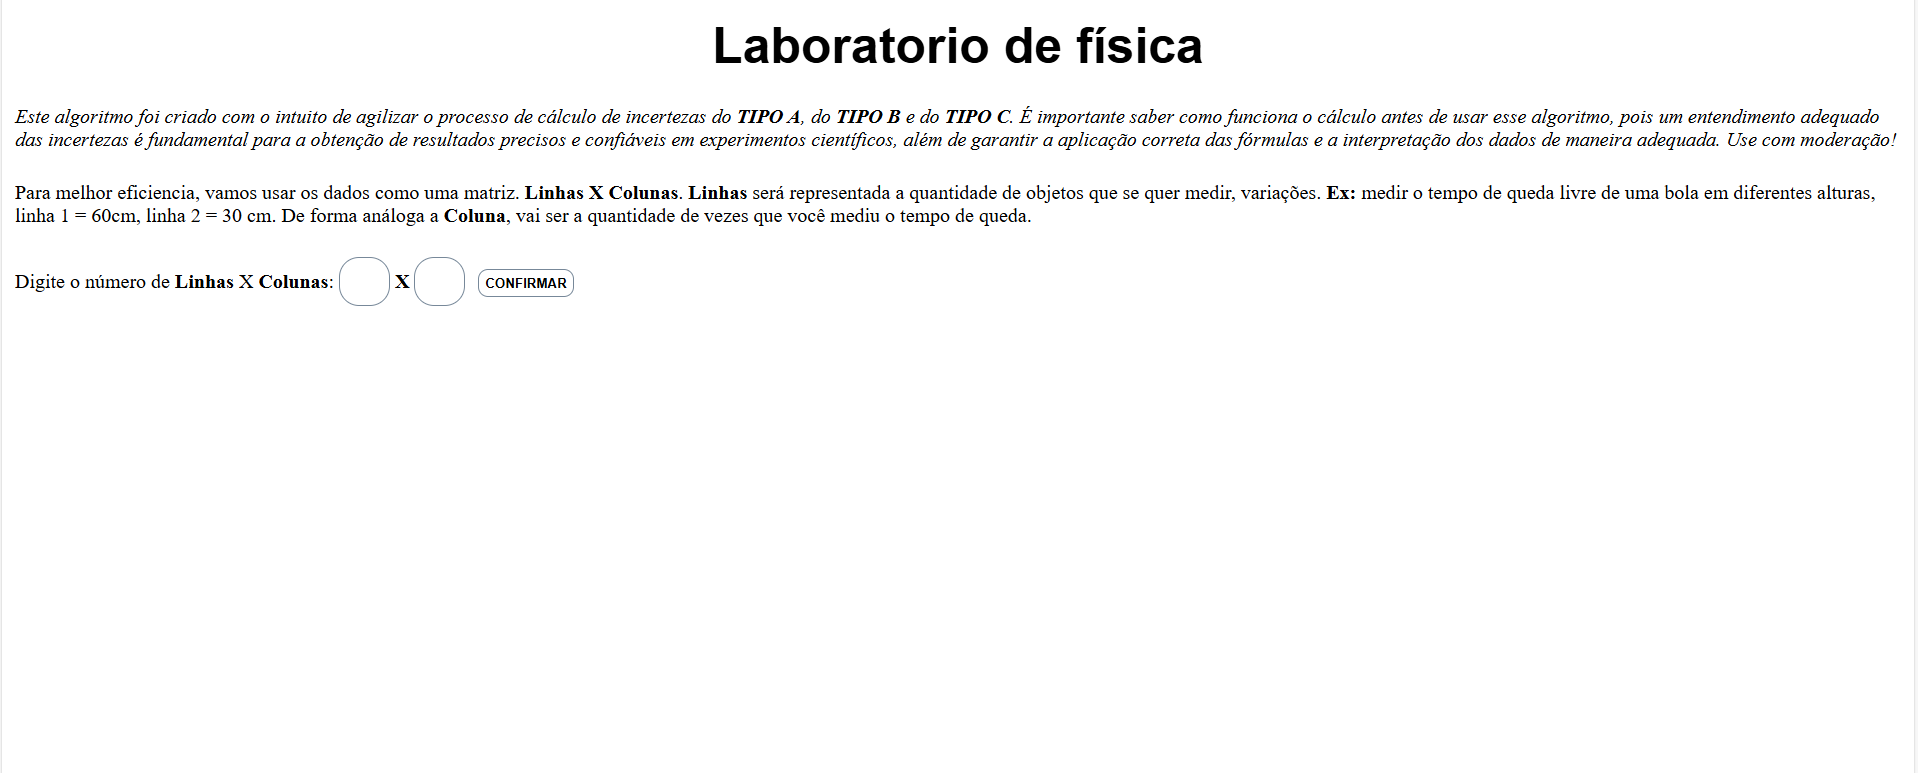 Laboratorio de física
Este algoritmo foi criado com o intuito de agilizar o processo de cálculo de incertezas do TIPO A, do TIPO B e do TIPO C. É importante saber como funciona o cálculo antes de usar esse algoritmo, pois um entendimento adequado
das incertezas é fundamental para a obtenção de resultados precisos e confiáveis em experimentos científicos, além de garantir a aplicação correta das fórmulas e a interpretação dos dados de maneira adequada. Use com moderação!
Para melhor eficiencia, vamos usar os dados como uma matriz. Linhas X Colunas. Linhas será representada a quantidade de objetos que se quer medir, variações. Ex: medir o tempo de queda livre de uma bola em diferentes alturas,
linha 1 = 60cm, linha 2 = 30 cm. De forma análoga a Coluna, vai ser a quantidade de vezes que você mediu o tempo de queda.
Digite o número de Linhas X Colunas: X CONFIRMAR